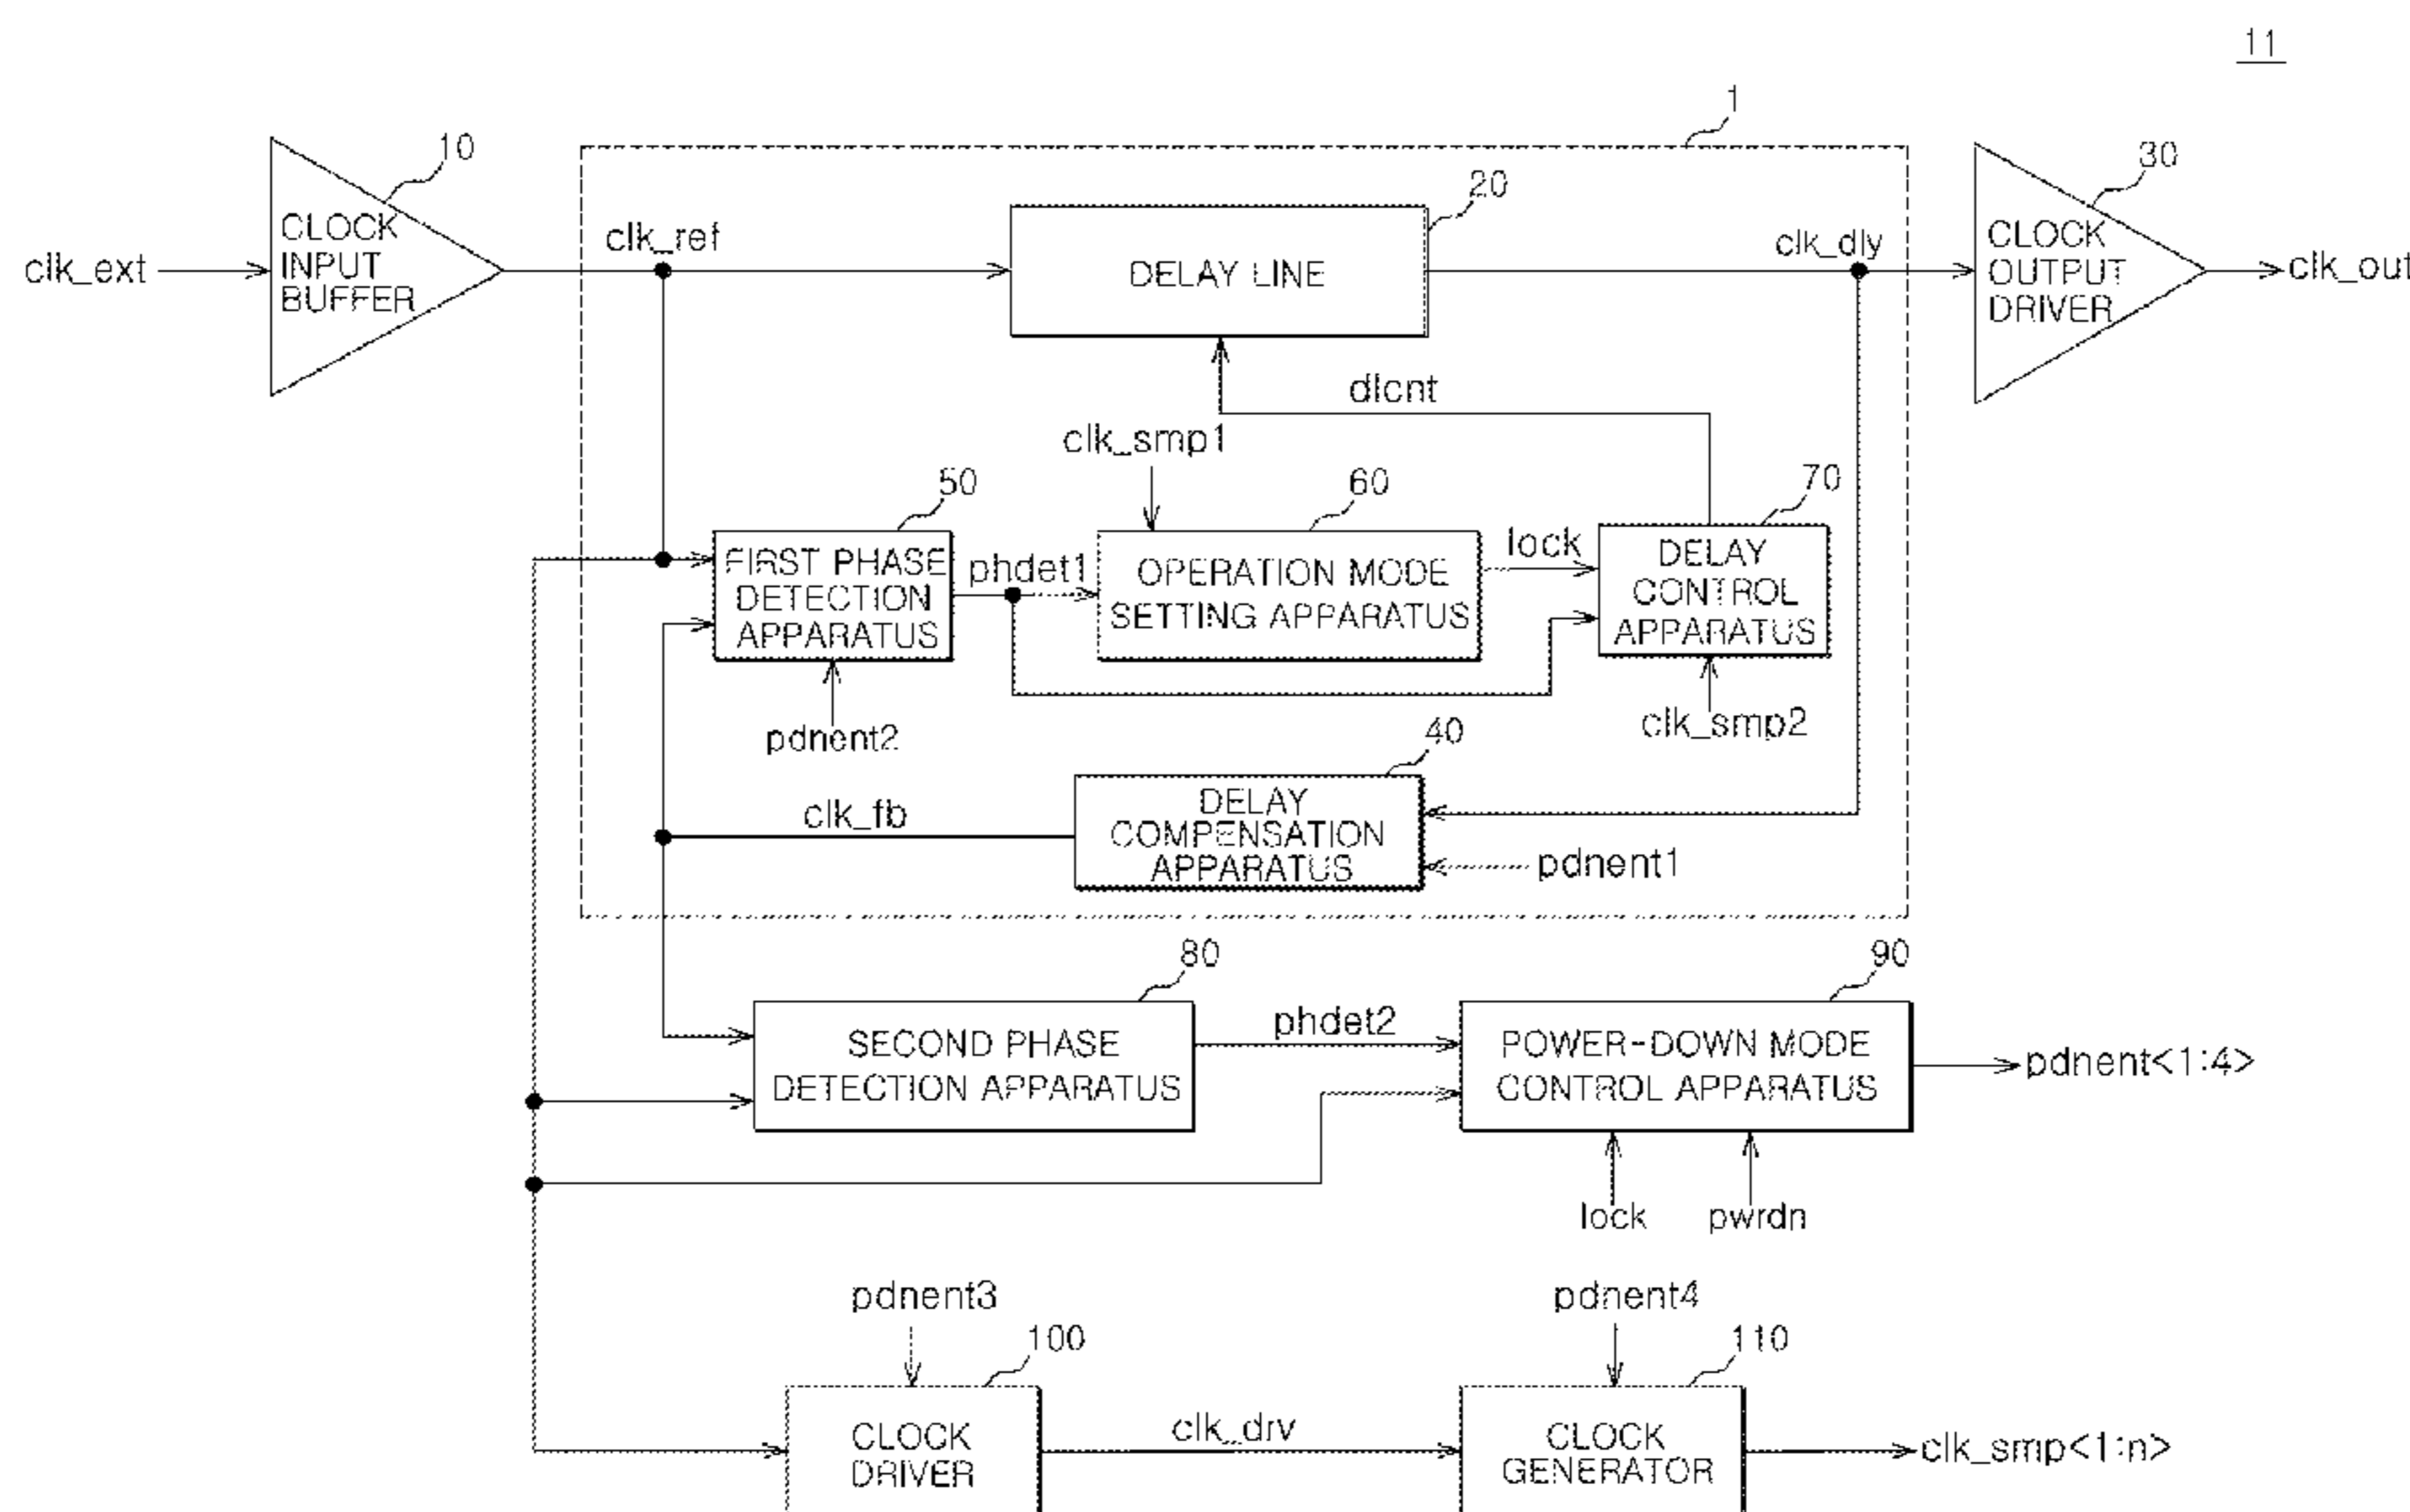 11
1
10
30
20
CLOCK
INPUT
BUFFER
clk_ext
clk_ref
DELAY LINE
clk_dly
CLOCK
OUTPUT
DRIVER
clk_out
dlcnt
clk_smp1
50
60
70
FIRST PHASE
DETECTION
APPARATUS
phdet1
OPERATION MODE
SETTING APPARATUS
lock
DELAY
CONTROL
APPARATUS
pdnent2
clk_smp2
40
clk_fb
DELAY
COMPENSATION
APPARATUS
pdnent1
80
90
SECOND PHASE
DETECTION APPARATUS
phdet2
POWER-DOWN MODE
CONTROL APPARATUS
pdnent<1:4>
lock
pwrdn
pdnent3
pdnent4
100
110
CLOCK
DRIVER
clk_drv
CLOCK
GENERATOR
clk_smp<1:n>